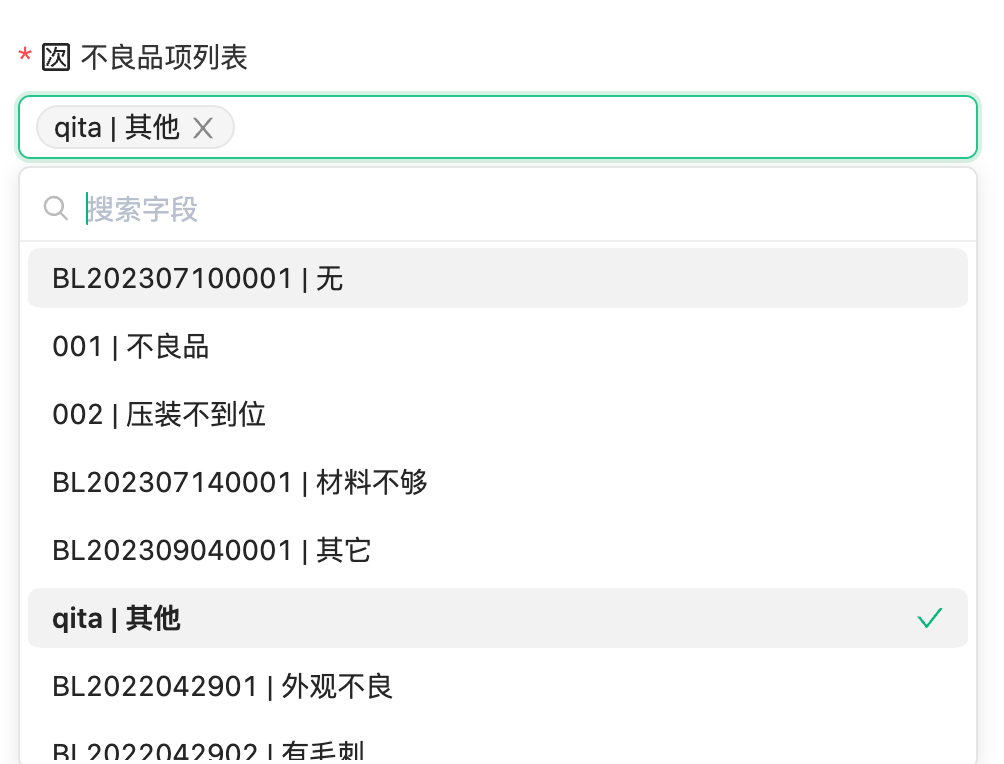 * 次 不良品项列表
qita | 其他
搜索字段
BL202307100001 | 无
001 | 不良品
002 | 压装不到位
BL202307140001 | 材料不够
BL202309040001 | 其它
qita | 其他
BL2022042901 | 外观不良
BL2022042902 | 有毛刺